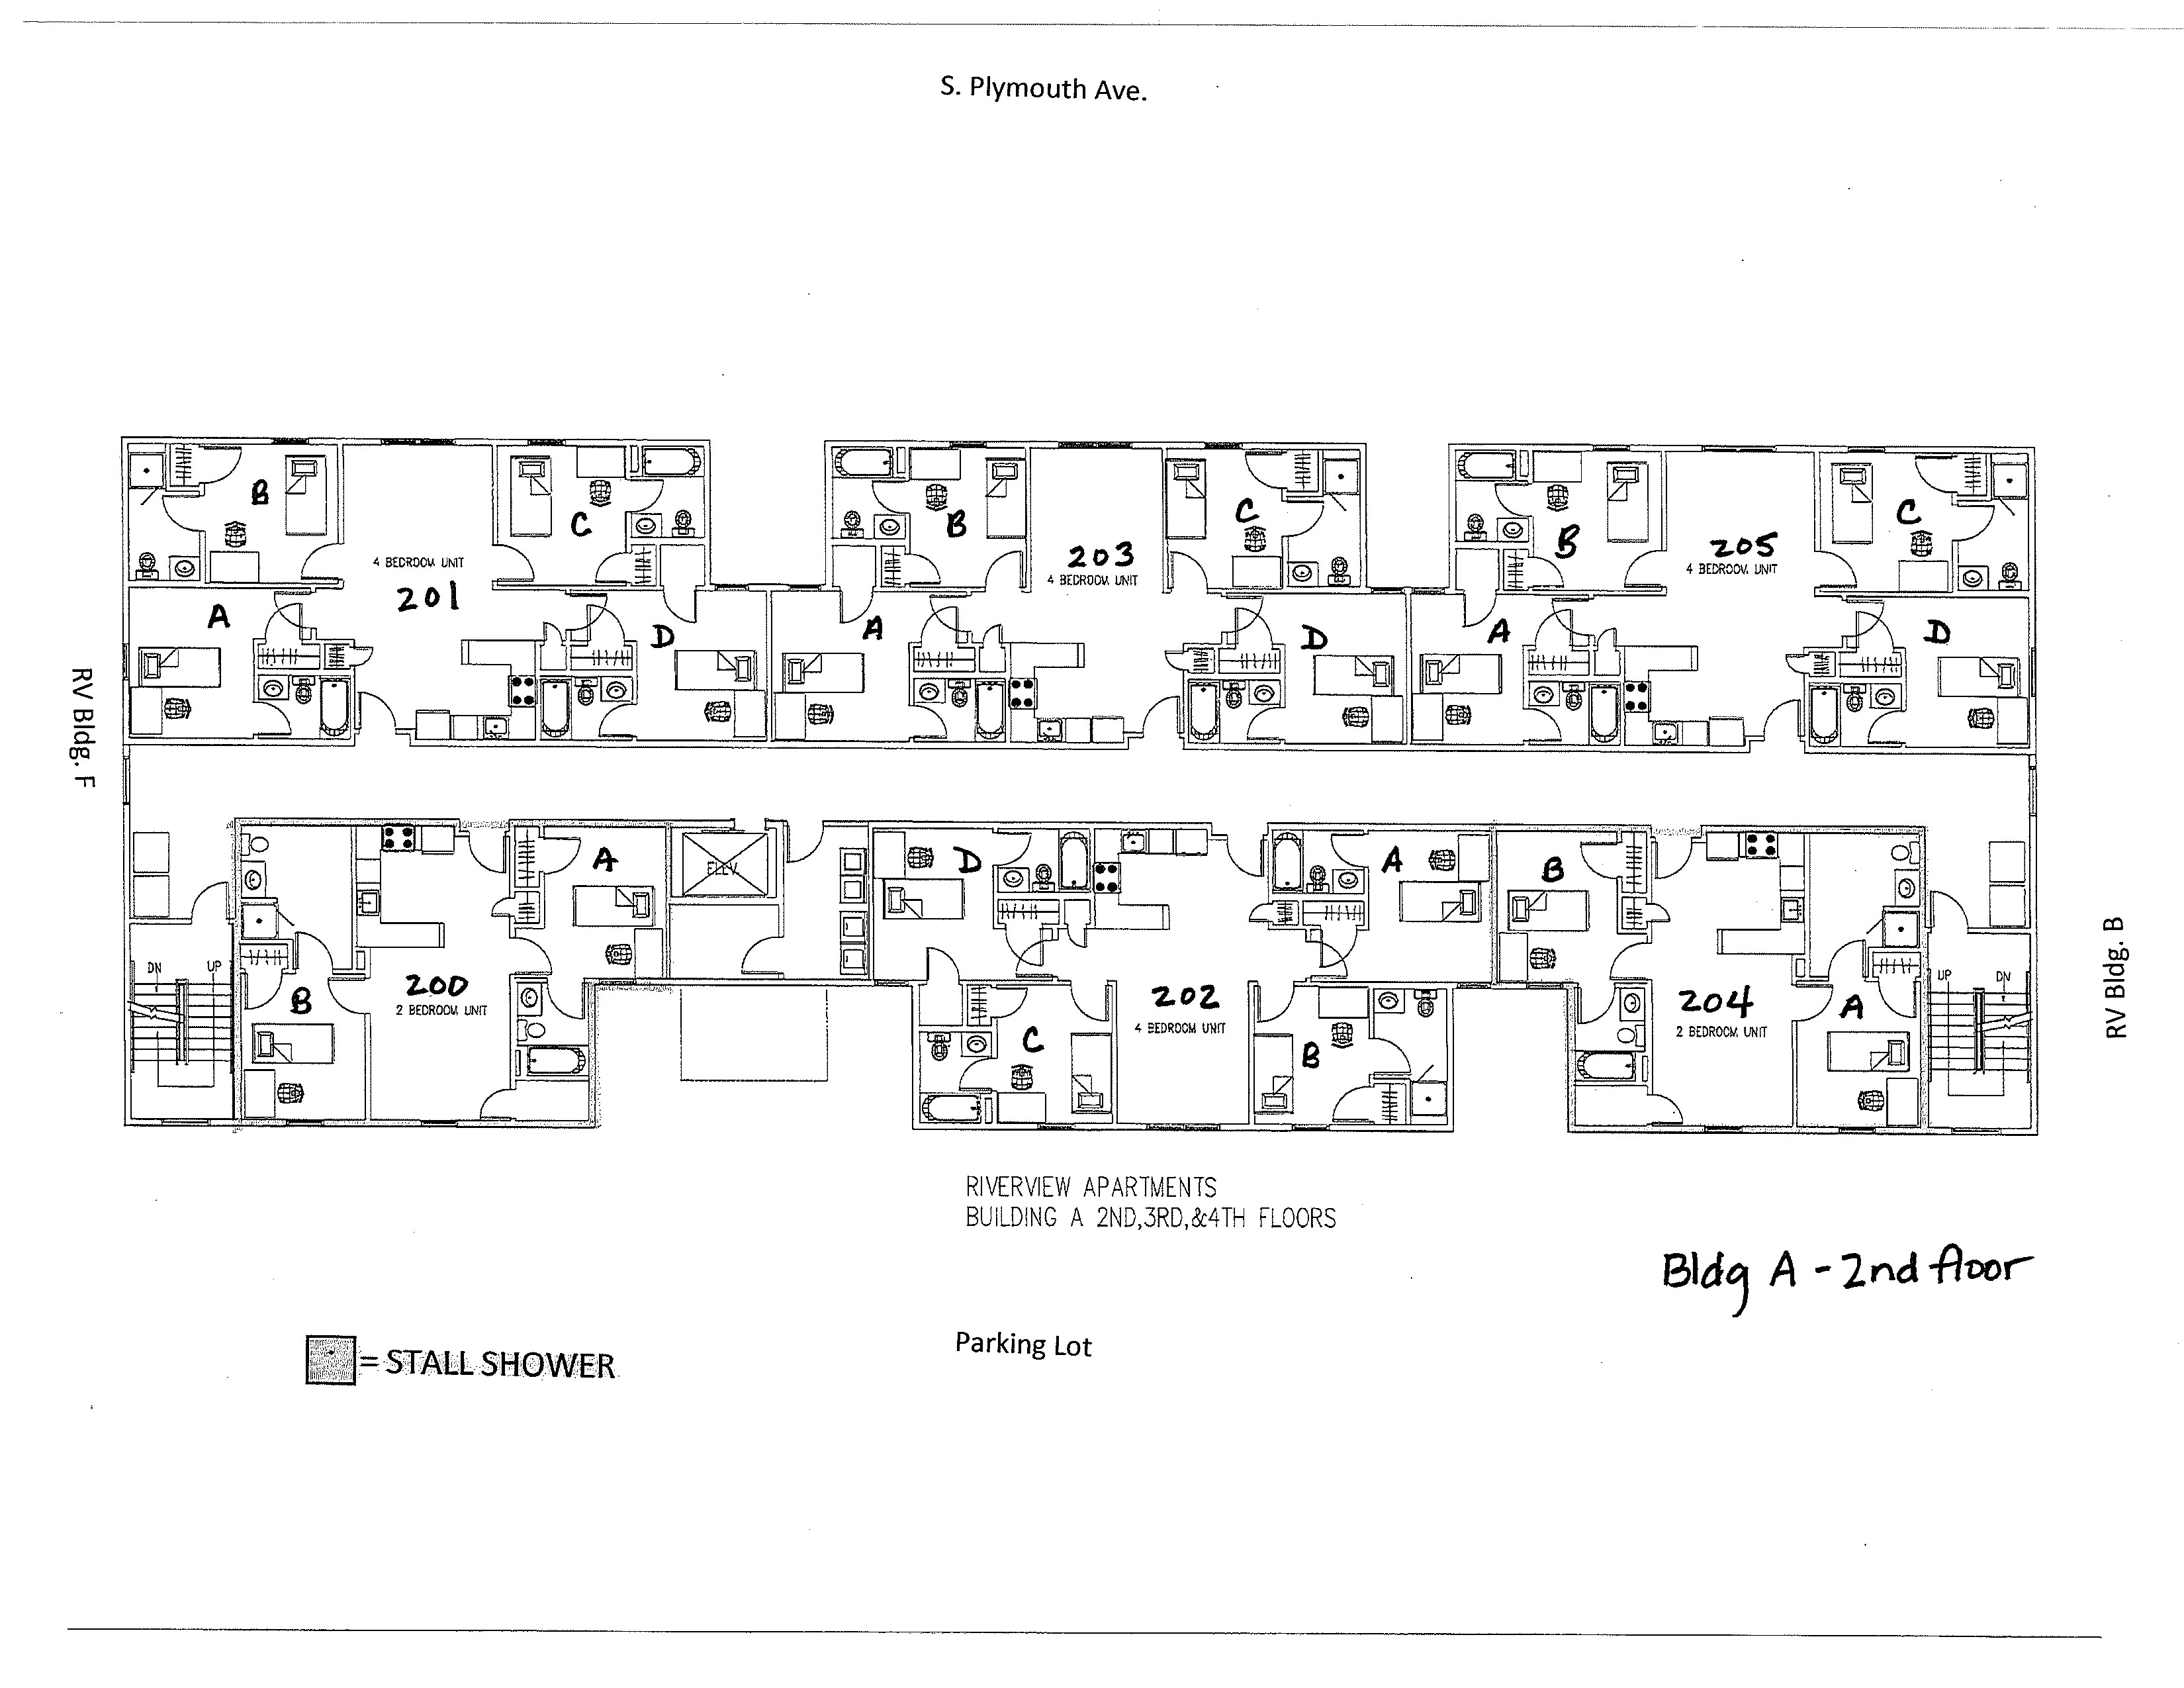 S. Plymouth Ave.
B
C
B
C
B
C
4 BEDROOM UNIT
201
203
4 BEDROOM UNIT
205
4 BEDROOM UNIT
A
D
A
D
A
D
RV Bldg. F
A
ELEV.
D
A
B
RV Bldg. B
DN
UP
B
200
2 BEDROOM UNIT
C
202
4 BEDROOM UNIT
B
204
2 BEDROOM UNIT
A
UP
DN
RIVERVIEW APARTMENTS
BUILDING A 2ND,3RD,&4TH FLOORS
Bldg A - 2nd floor
Parking Lot
= STALL SHOWER